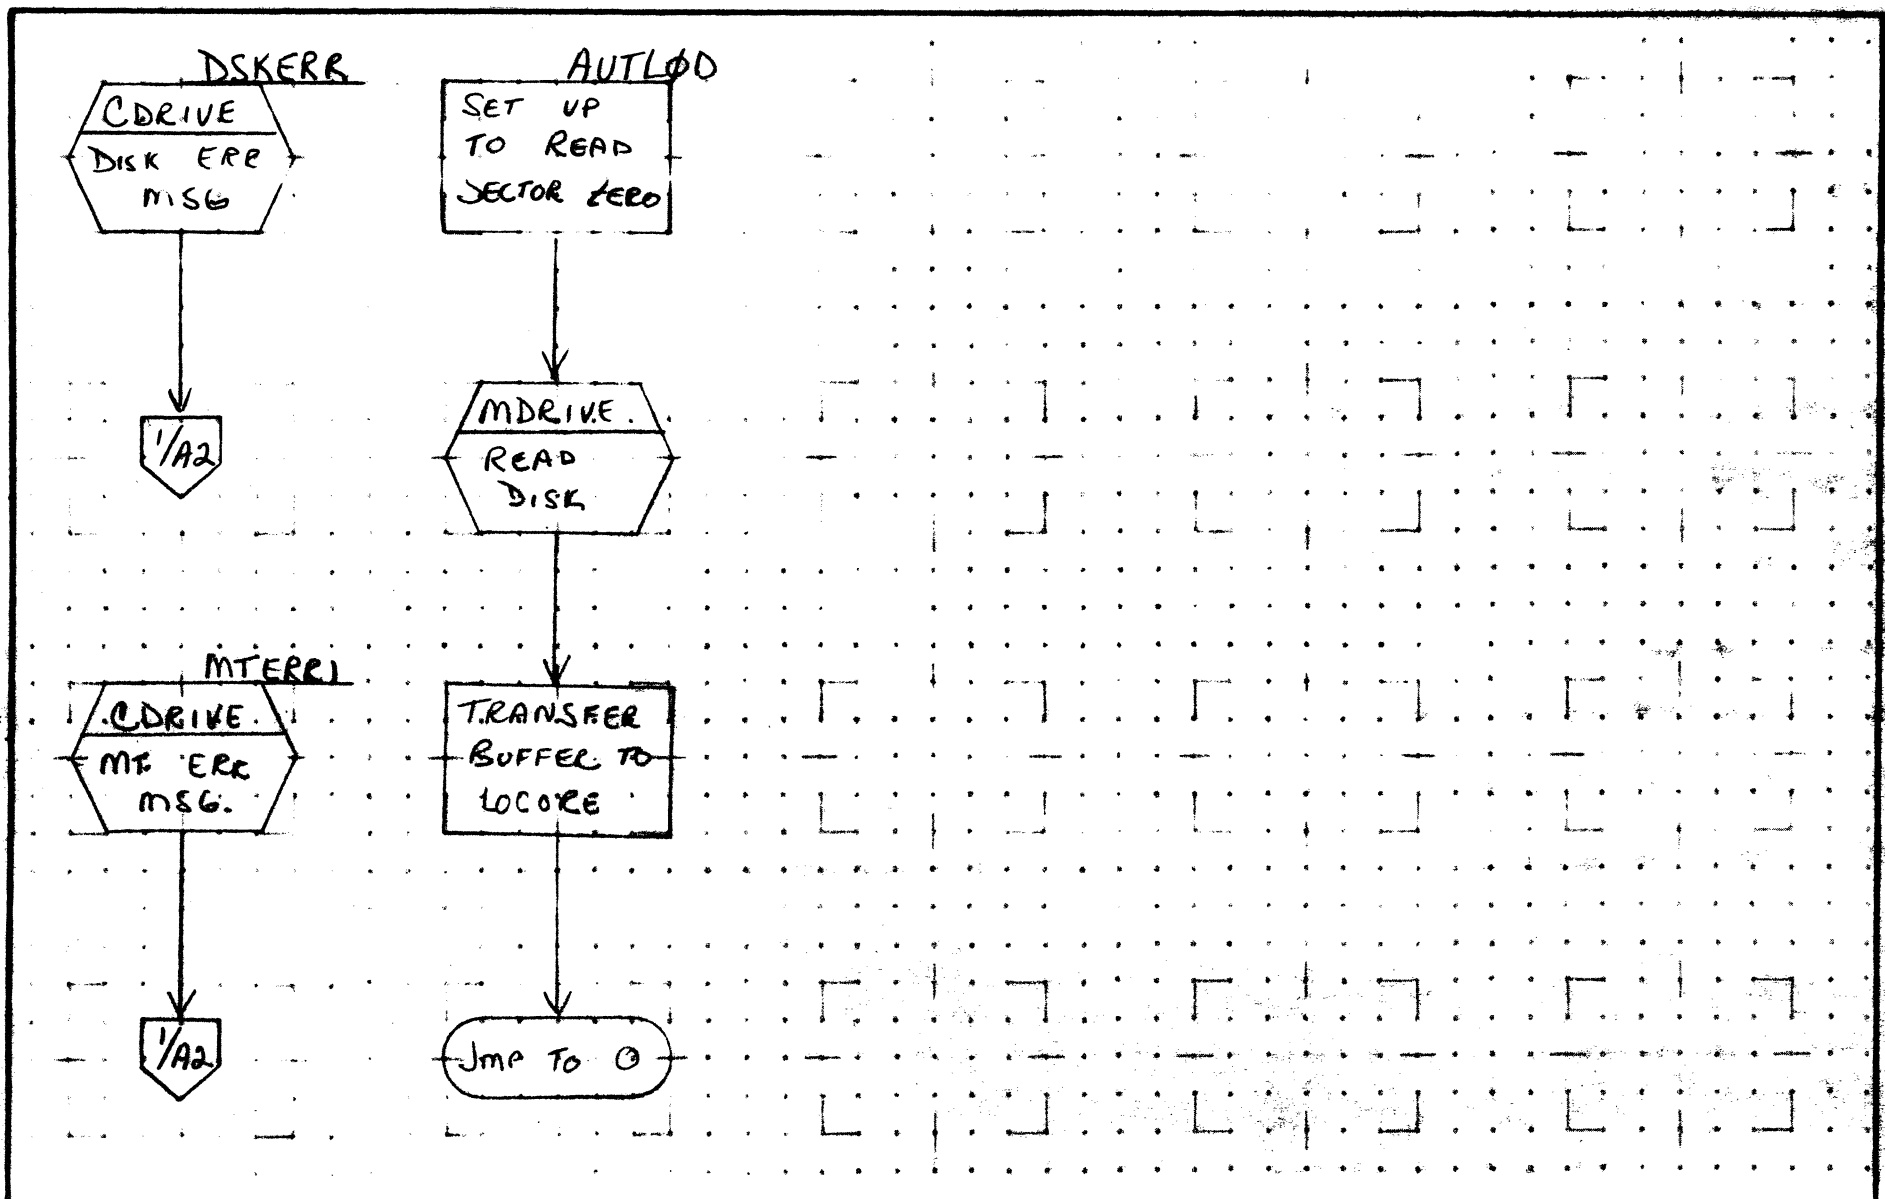 DSKERR
CDRIVE
DISK ERR
MSG
1/A2
MTERR1
CDRIVE
MT ERR
MSG.
1/A2
AUTLØD
SET UP
TO READ
SECTOR ZERO
MDRIVE
READ
DISK
TRANSFER
BUFFER TO
LOCORE
JMP TO 0